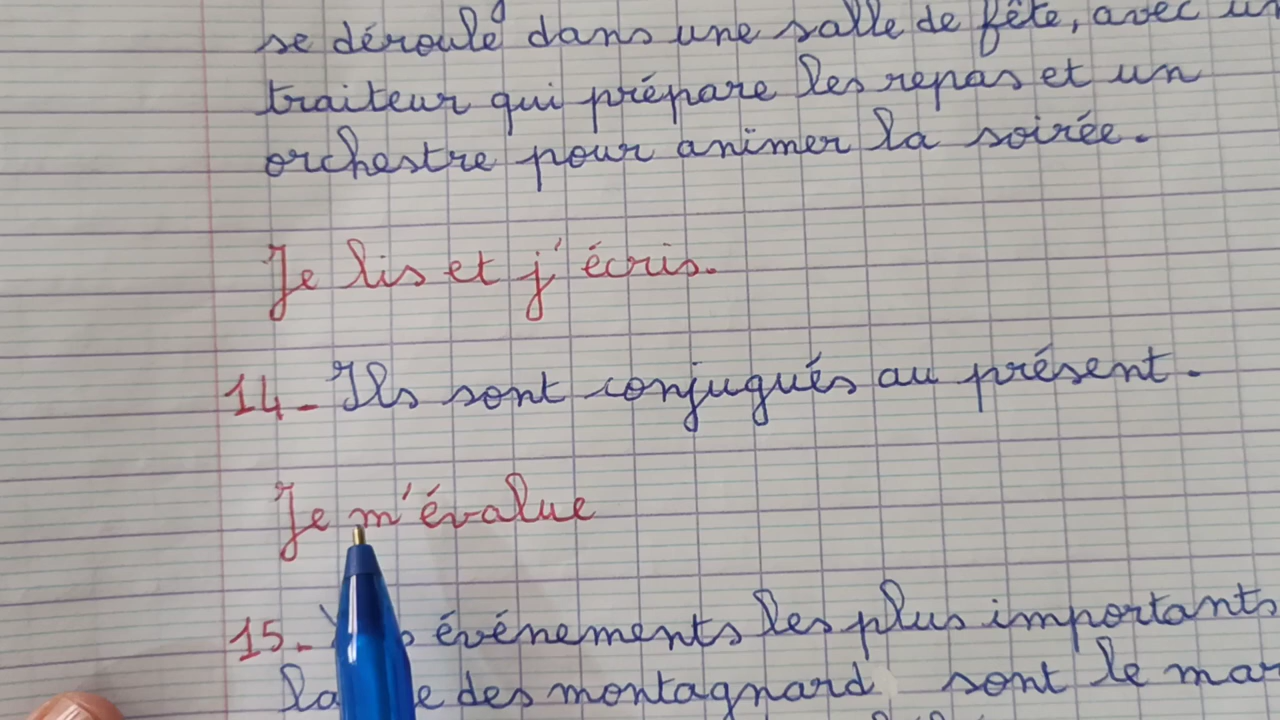 se déroule dans une salle de fête, avec un
traiteur qui prépare les repas et un
orchestre pour animer la soirée.
Je lis et j'écris.
14- Ils sont conjugués au présent.
Je m'évalue
15- événements les plus importants
la des montagnard sont le mar